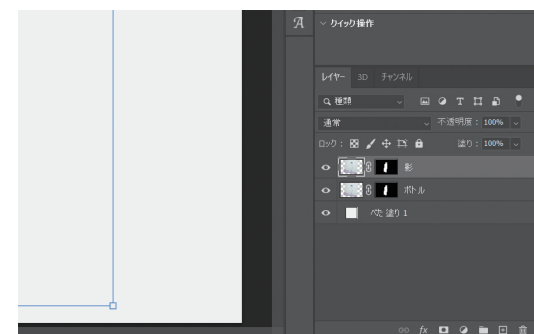 A
クイック操作
レイヤー 3D チャンネル
種類 T
通常 不透明度: 100%
ロック: 塗り: 100%
影
ボトル
べた塗り 1
fx